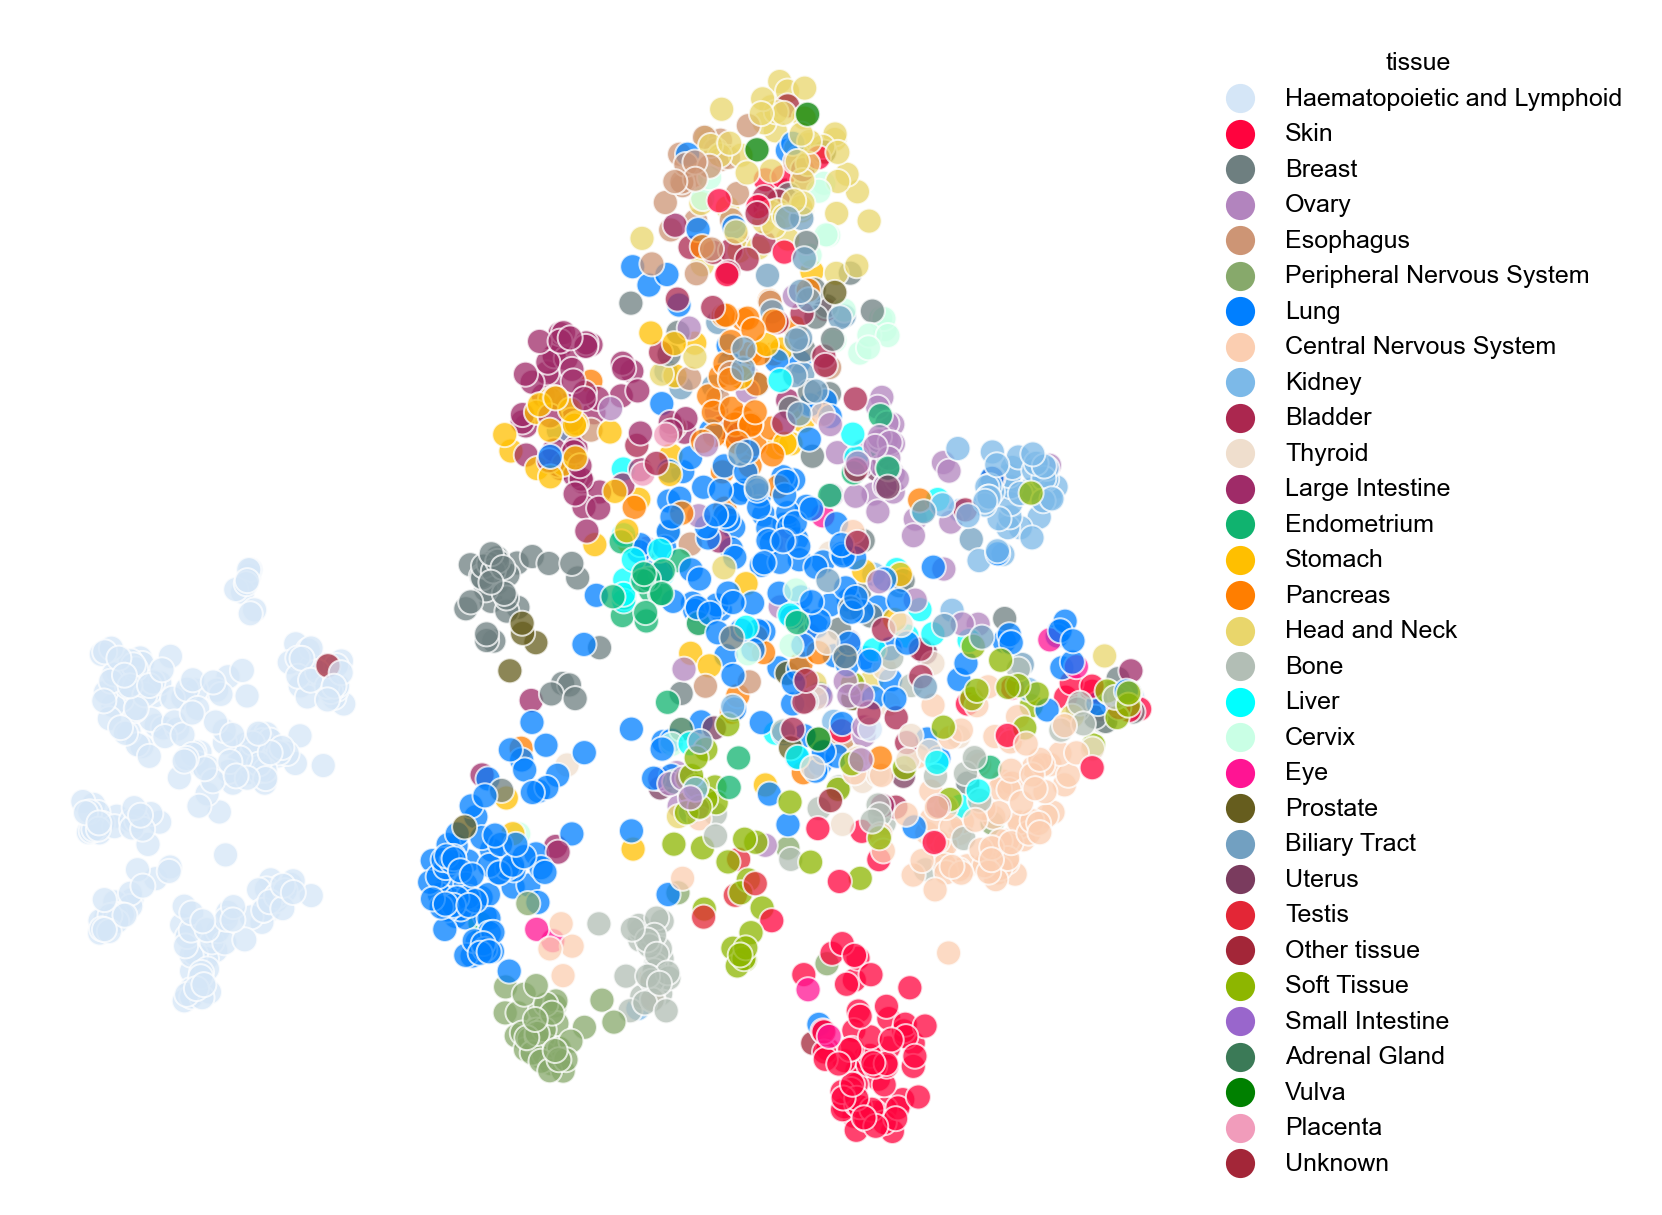 tissue
Haematopoietic and Lymphoid
Skin
Breast
Ovary
Esophagus
Peripheral Nervous System
Lung
Central Nervous System
Kidney
Bladder
Thyroid
Large Intestine
Endometrium
Stomach
Pancreas
Head and Neck
Bone
Liver
Cervix
Eye
Prostate
Biliary Tract
Uterus
Testis
Other tissue
Soft Tissue
Small Intestine
Adrenal Gland
Vulva
Placenta
Unknown